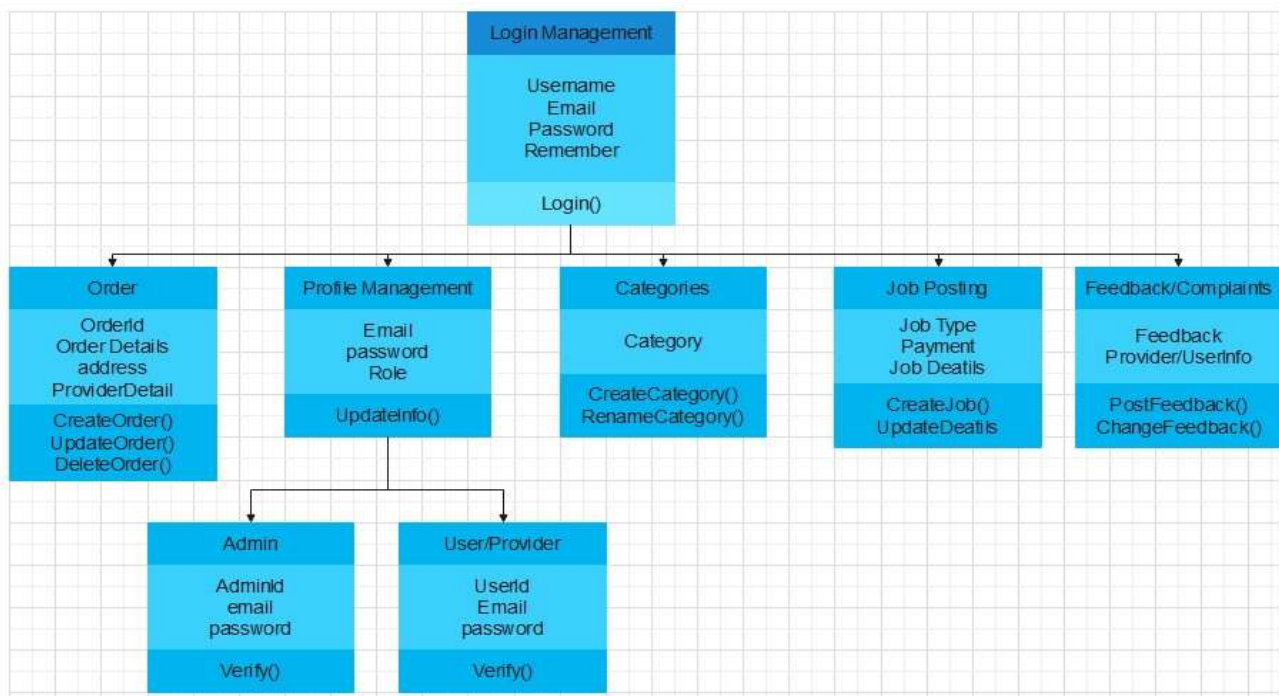 Login Management
Username
Email
Password
Remember
Login()
Order
OrderId
Order Details
address
ProviderDetail
CreateOrder()
UpdateOrder()
DeleteOrder()
Profile Management
Email
password
Role
UpdateInfo()
Categories
Category
CreateCategory()
RenameCategory()
Job Posting
Job Type
Payment
Job Deatils
CreateJob()
UpdateDeatils
Feedback/Complaints
Feedback
Provider/UserInfo
PostFeedback()
ChangeFeedback()
Admin
AdminId
email
password
Verify()
User/Provider
UserId
Email
password
Verify()